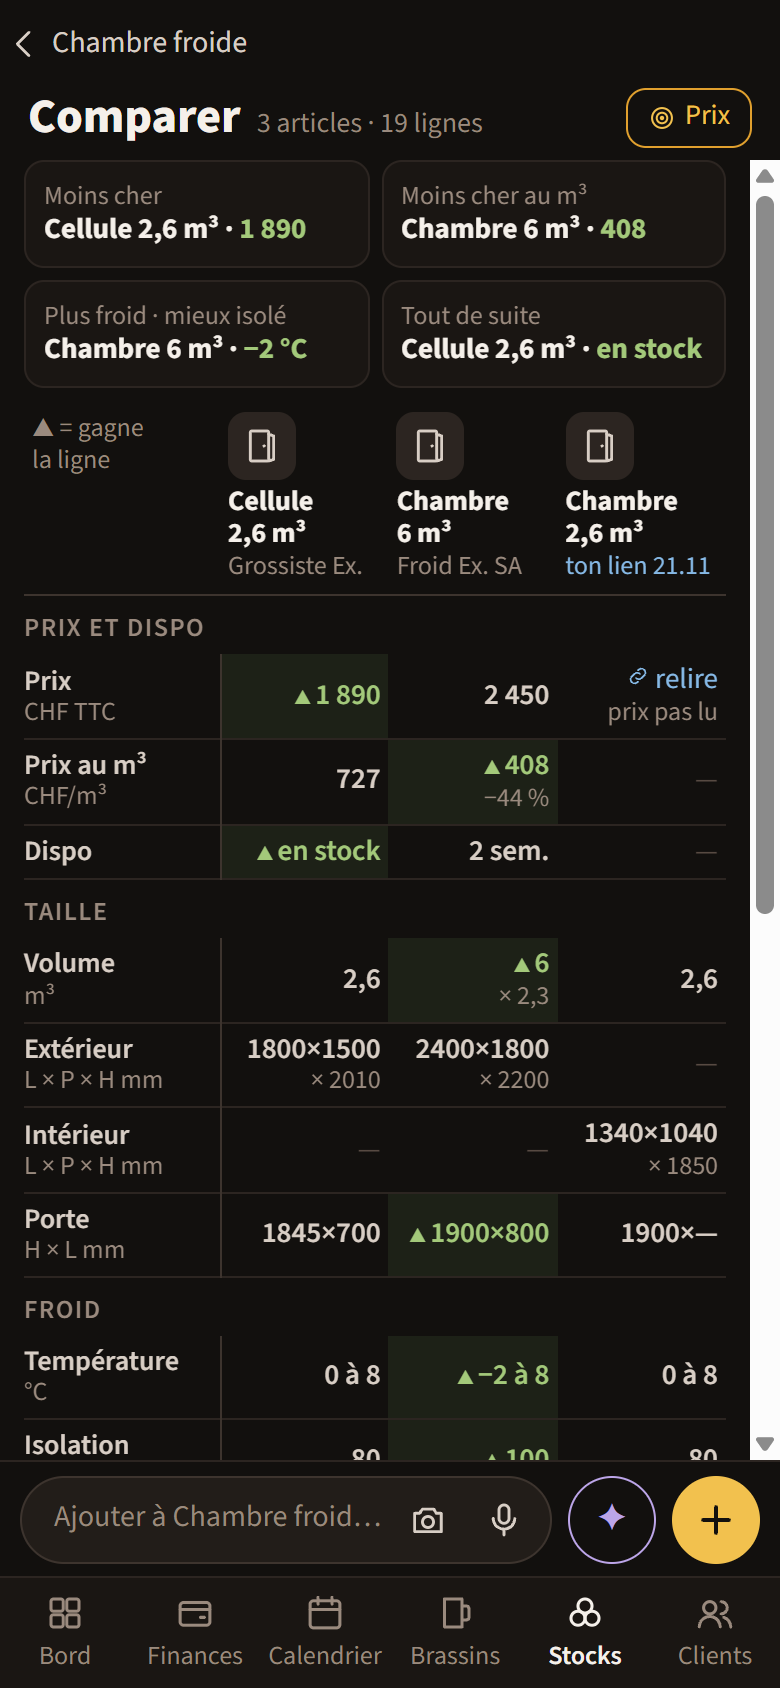 Chambre froide
Comparer 3 articles · 19 lignes
Prix
Moins cher
Cellule 2,6 m³ · 1 890
Moins cher au m³
Chambre 6 m³ · 408
Plus froid · mieux isolé
Chambre 6 m³ · −2 °C
Tout de suite
Cellule 2,6 m³ · en stock
▲ = gagne
la ligne
Cellule
2,6 m³
Grossiste Ex.
Chambre
6 m³
Froid Ex. SA
Chambre
2,6 m³
ton lien 21.11
PRIX ET DISPO
Prix
CHF TTC
▲ 1 890
2 450
relire
prix pas lu
Prix au m³
CHF/m³
727
▲ 408
−44 %
—
Dispo
▲ en stock
2 sem.
—
TAILLE
Volume
m³
2,6
▲ 6
× 2,3
2,6
Extérieur
L × P × H mm
1800×1500
× 2010
2400×1800
× 2200
—
Intérieur
L × P × H mm
—
—
1340×1040
× 1850
Porte
H × L mm
1845×700
▲ 1900×800
1900×—
FROID
Température
°C
0 à 8
▲ −2 à 8
0 à 8
Isolation
80
▲ 100
80
Ajouter à Chambre froid…
Bord
Finances
Calendrier
Brassins
Stocks
Clients